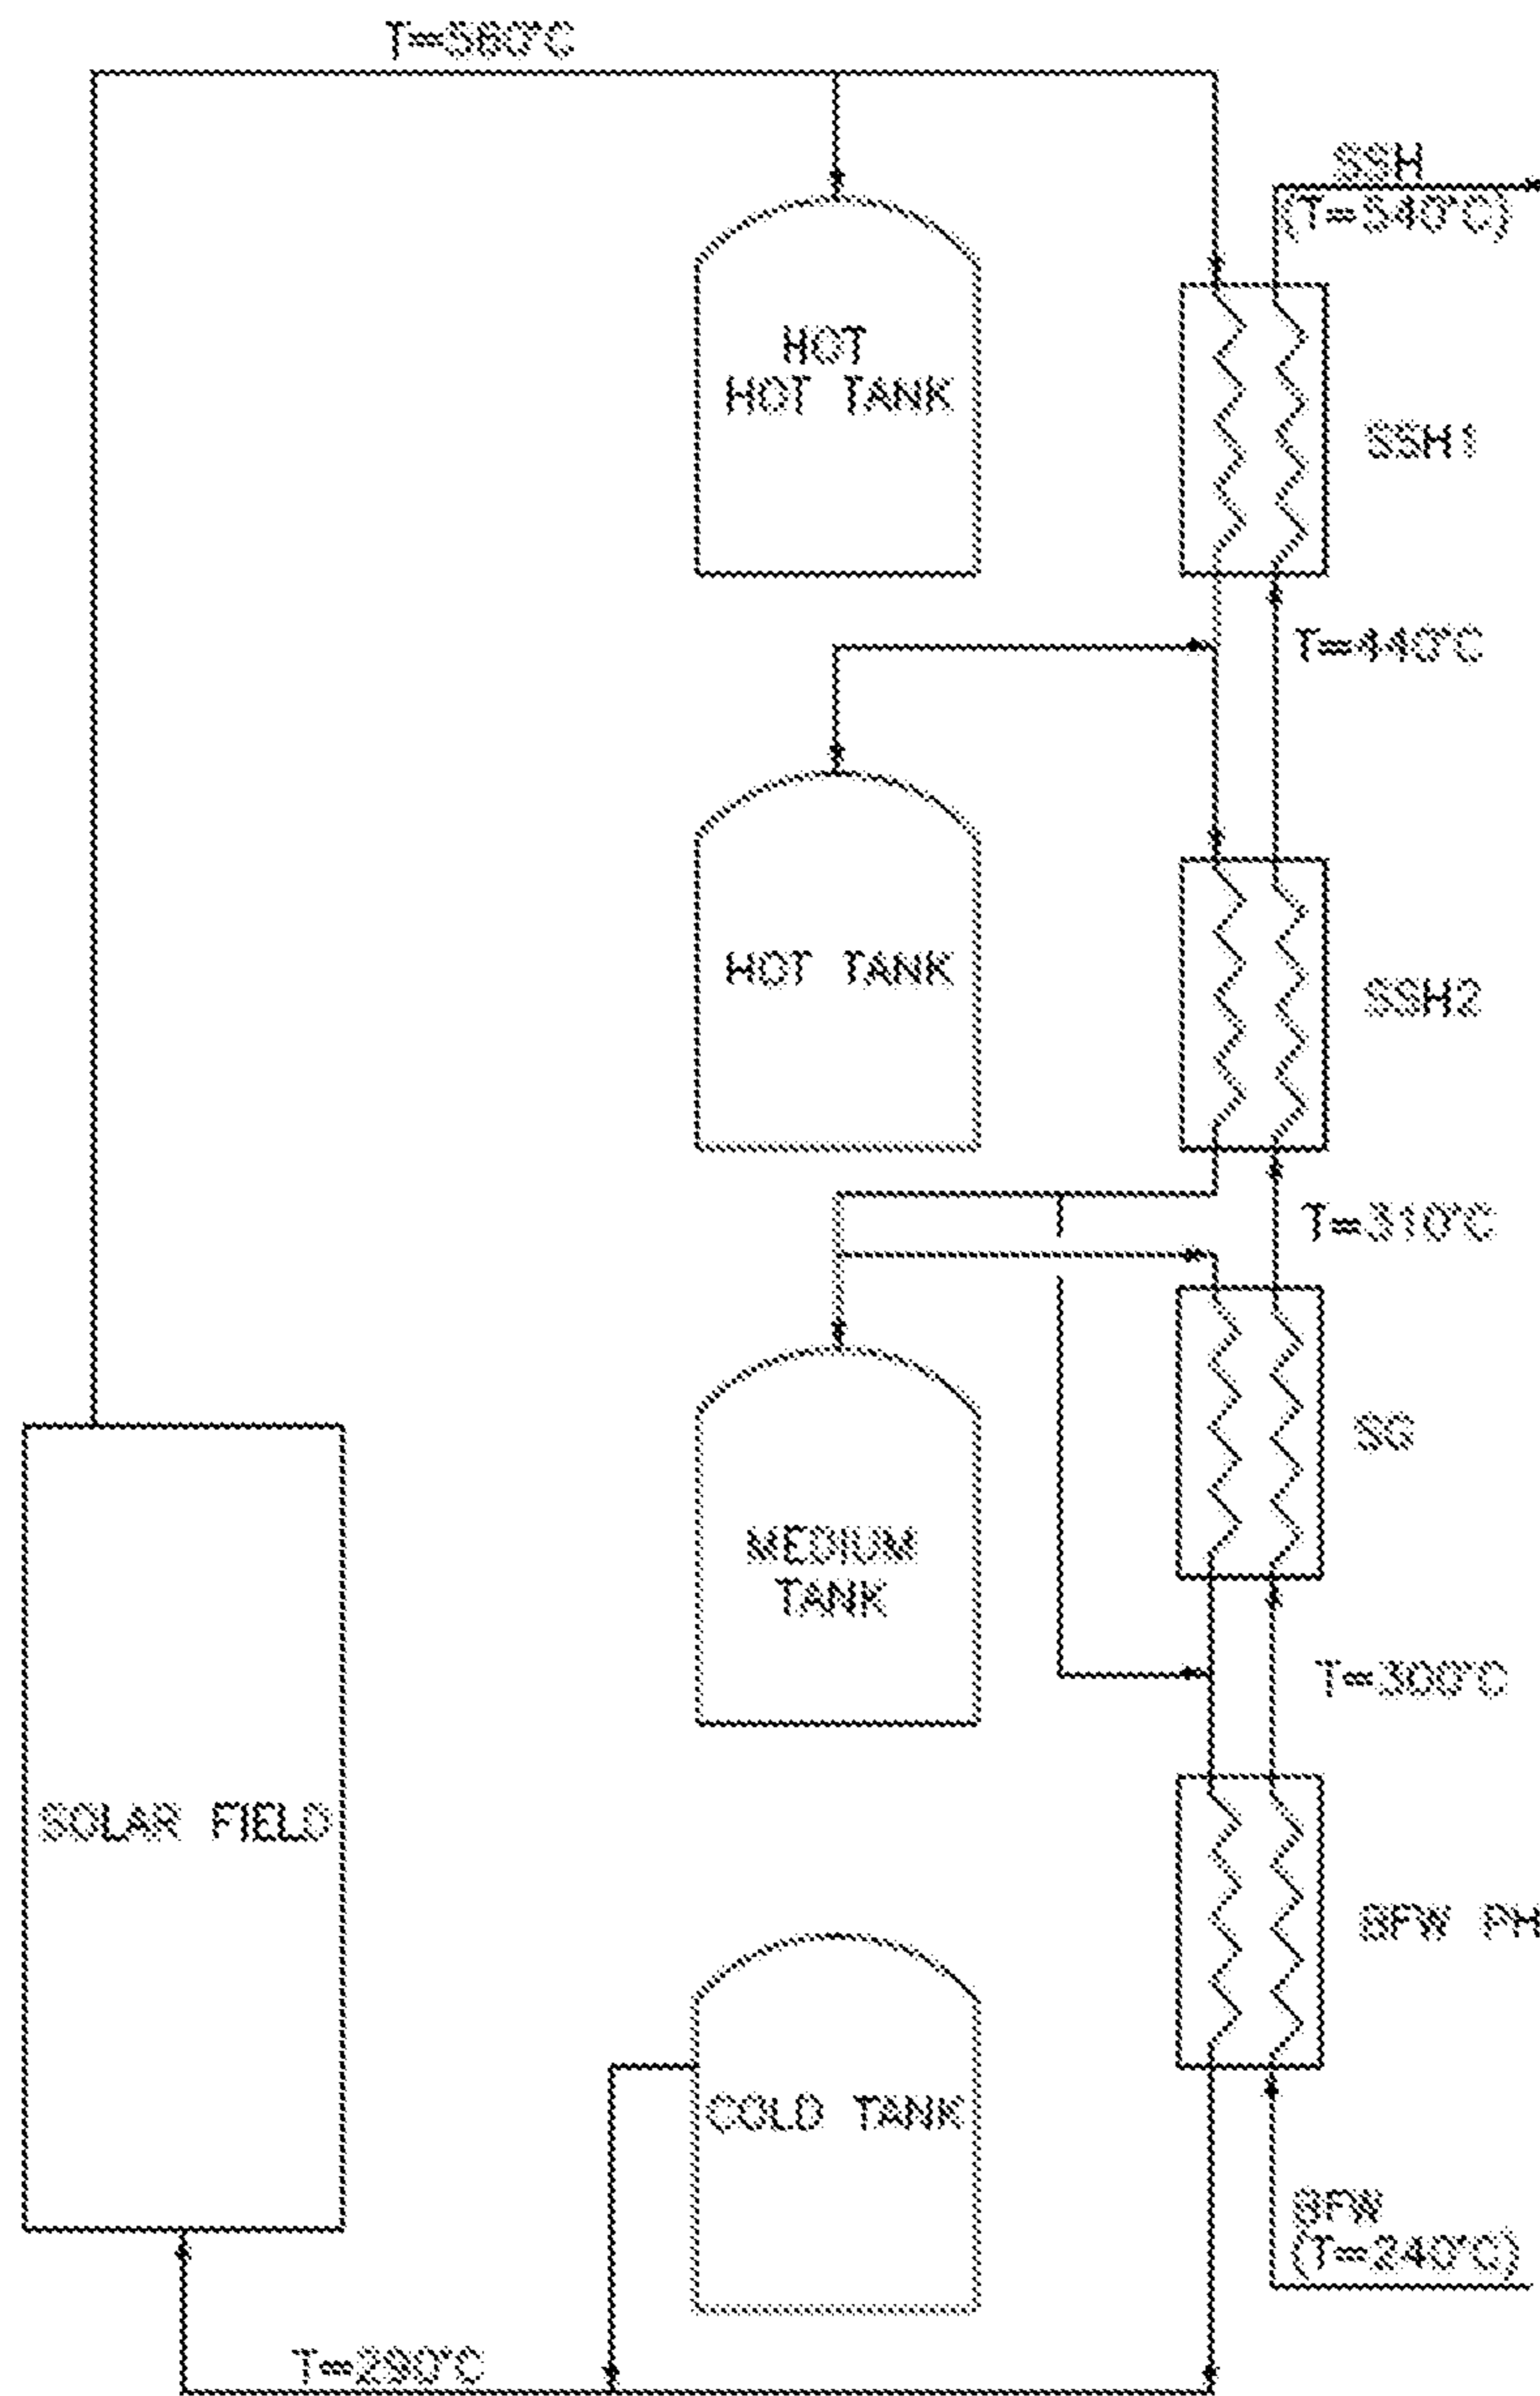 T=560°C
SSH
(T=540°C)
HOT
HOT TANK
SSH1
T=440°C
HOT TANK
SSH2
T=310°C
SG
MEDIUM
TANK
T=300°C
SOLAR FIELD
BFW PH
COLD TANK
BFW
(T=240°C)
T=290°C